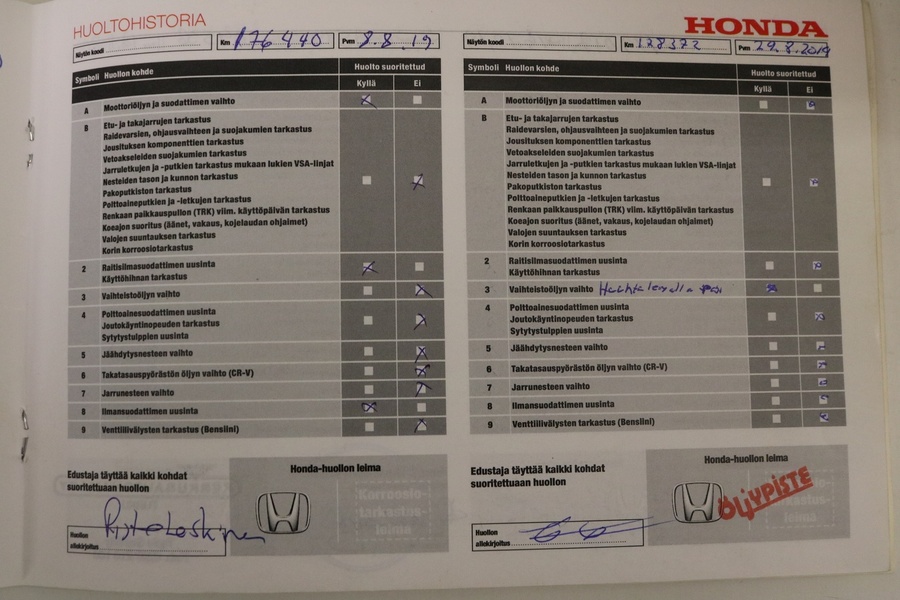 HUOLTOHISTORIA
Näytön koodi
Km 176440
Pvm 8.8.19
Symboli Huollon kohde
Huolto suoritettud
Kyllä Ei
A Moottoriöljyn ja suodattimen vaihto
B Etu- ja takajarrujen tarkastus
Raidevarsien, ohjausvaihteen ja suojakumien tarkastus
Jousituksen komponenttien tarkastus
Vetoakseleiden suojakumien tarkastus
Jarruletkujen ja -putkien tarkastus mukaan lukien VSA-linjat
Nesteiden tason ja kunnon tarkastus
Pakoputkiston tarkastus
Polttoaineputkien ja -letkujen tarkastus
Renkaan paikkauspullon (TRK) viim. käyttöpäivän tarkastus
Koeajon suoritus (äänet, vakaus, kojelaudan ohjaimet)
Valojen suuntauksen tarkastus
Korin korroosiotarkastus
2 Raitisilmasuodattimen uusinta
Käyttöhihnan tarkastus
3 Vaihteistoöljyn vaihto
4 Polttoainesuodattimen uusinta
Joutokäyntinopeuden tarkastus
Sytytystulppien uusinta
5 Jäähdytysnesteen vaihto
6 Takatasauspyörästön öljyn vaihto (CR-V)
7 Jarrunesteen vaihto
8 Ilmansuodattimen uusinta
9 Venttiilivälysten tarkastus (Bensiini)
Edustaja täyttää kaikki kohdat
suoritettuaan huollon
Honda-huollon leima
Korroosio-
tarkastus-
leima
Huollon
allekirjoitus
HONDA
Näytön koodi
Km 128372
Pvm 29.8.2019
Symboli Huollon kohde
Huolto suoritettud
Kyllä Ei
A Moottoriöljyn ja suodattimen vaihto
B Etu- ja takajarrujen tarkastus
Raidevarsien, ohjausvaihteen ja suojakumien tarkastus
Jousituksen komponenttien tarkastus
Vetoakseleiden suojakumien tarkastus
Jarruletkujen ja -putkien tarkastus mukaan lukien VSA-linjat
Nesteiden tason ja kunnon tarkastus
Pakoputkiston tarkastus
Polttoaineputkien ja -letkujen tarkastus
Renkaan paikkauspullon (TRK) viim. käyttöpäivän tarkastus
Koeajon suoritus (äänet, vakaus, kojelaudan ohjaimet)
Valojen suuntauksen tarkastus
Korin korroosiotarkastus
2 Raitisilmasuodattimen uusinta
Käyttöhihnan tarkastus
3 Vaihteistoöljyn vaihto
4 Polttoainesuodattimen uusinta
Joutokäyntinopeuden tarkastus
Sytytystulppien uusinta
5 Jäähdytysnesteen vaihto
6 Takatasauspyörästön öljyn vaihto (CR-V)
7 Jarrunesteen vaihto
8 Ilmansuodattimen uusinta
9 Venttiilivälysten tarkastus (Bensiini)
Edustaja täyttää kaikki kohdat
suoritettuaan huollon
Honda-huollon leima
ÖLJYPISTE
Huollon
allekirjoitus